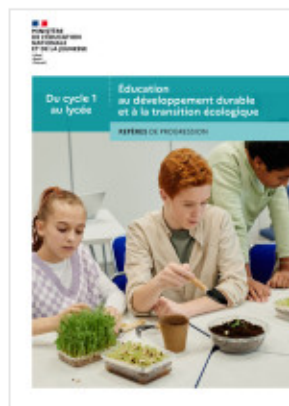 MINISTÈRE
DE L'ÉDUCATION
NATIONALE
ET DE LA JEUNESSE
Du cycle 1
au lycée
Éducation
au développement durable
et à la transition écologique
REPÈRES DE PROGRESSION